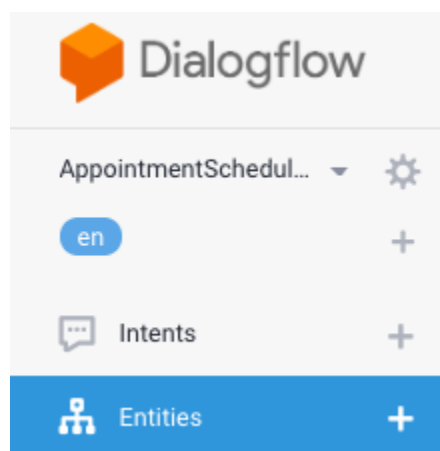 Dialogflow
AppointmentSchedul...
en
Intents
Entities